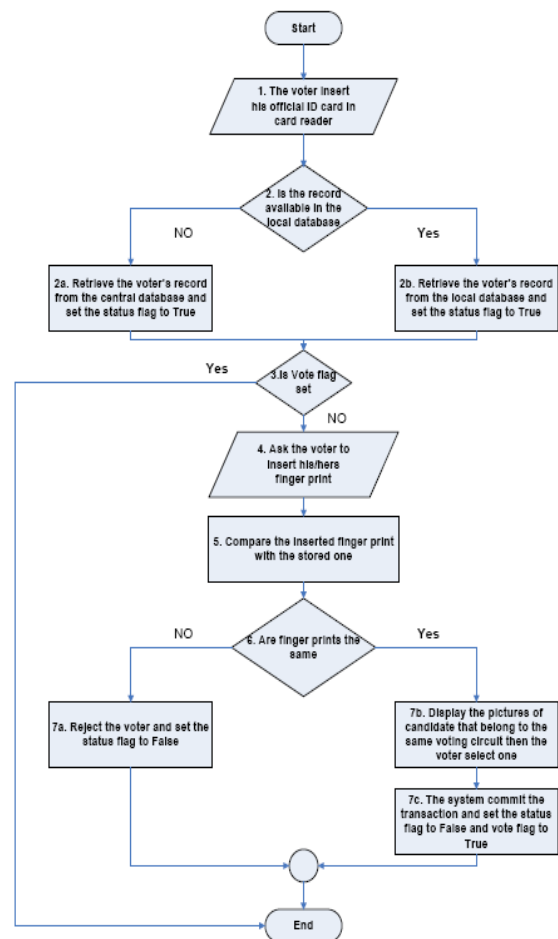 Start
1. The voter insert
his official ID card in
card reader
2. Is the record
available in the
local database
NO
Yes
2a. Retrieve the voter's record
from the central database and
set the status flag to True
2b. Retrieve the voter's record
from the local database and
set the status flag to True
Yes
3.Is Vote flag
set
NO
4. Ask the voter to
insert his/hers
finger print
5. Compare the inserted finger print
with the stored one
NO
6. Are finger prints the
same
Yes
7a. Reject the voter and set the
status flag to False
7b. Display the pictures of
candidate that belong to the
same voting circuit then the
voter select one
7c. The system commit the
transaction and set the status
flag to False and vote flag to
True
End